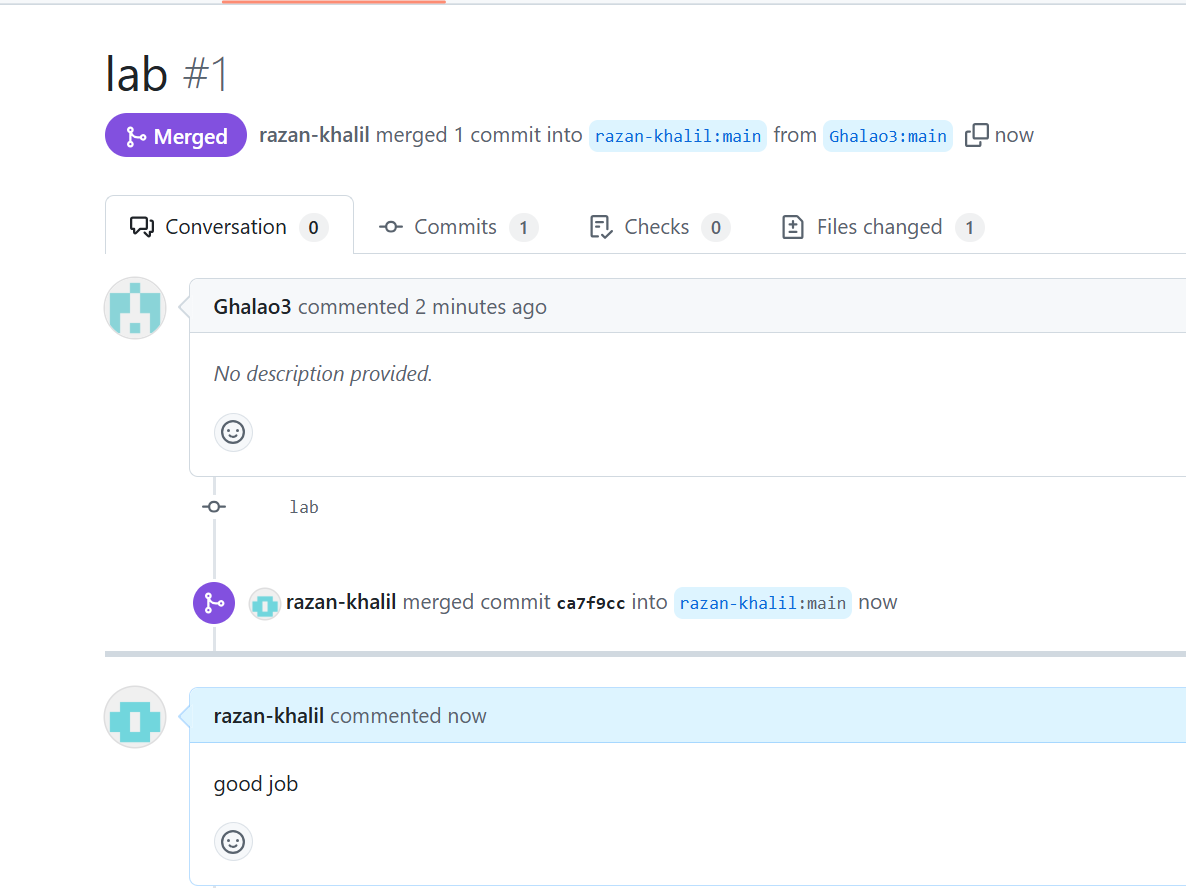 lab #1
Merged razan-khalil merged 1 commit into razan-khalil:main from Ghalao3:main now
Conversation 0 Commits 1 Checks 0 Files changed 1
Ghalao3 commented 2 minutes ago
No description provided.
lab
razan-khalil merged commit ca7f9cc into razan-khalil:main now
razan-khalil commented now
good job